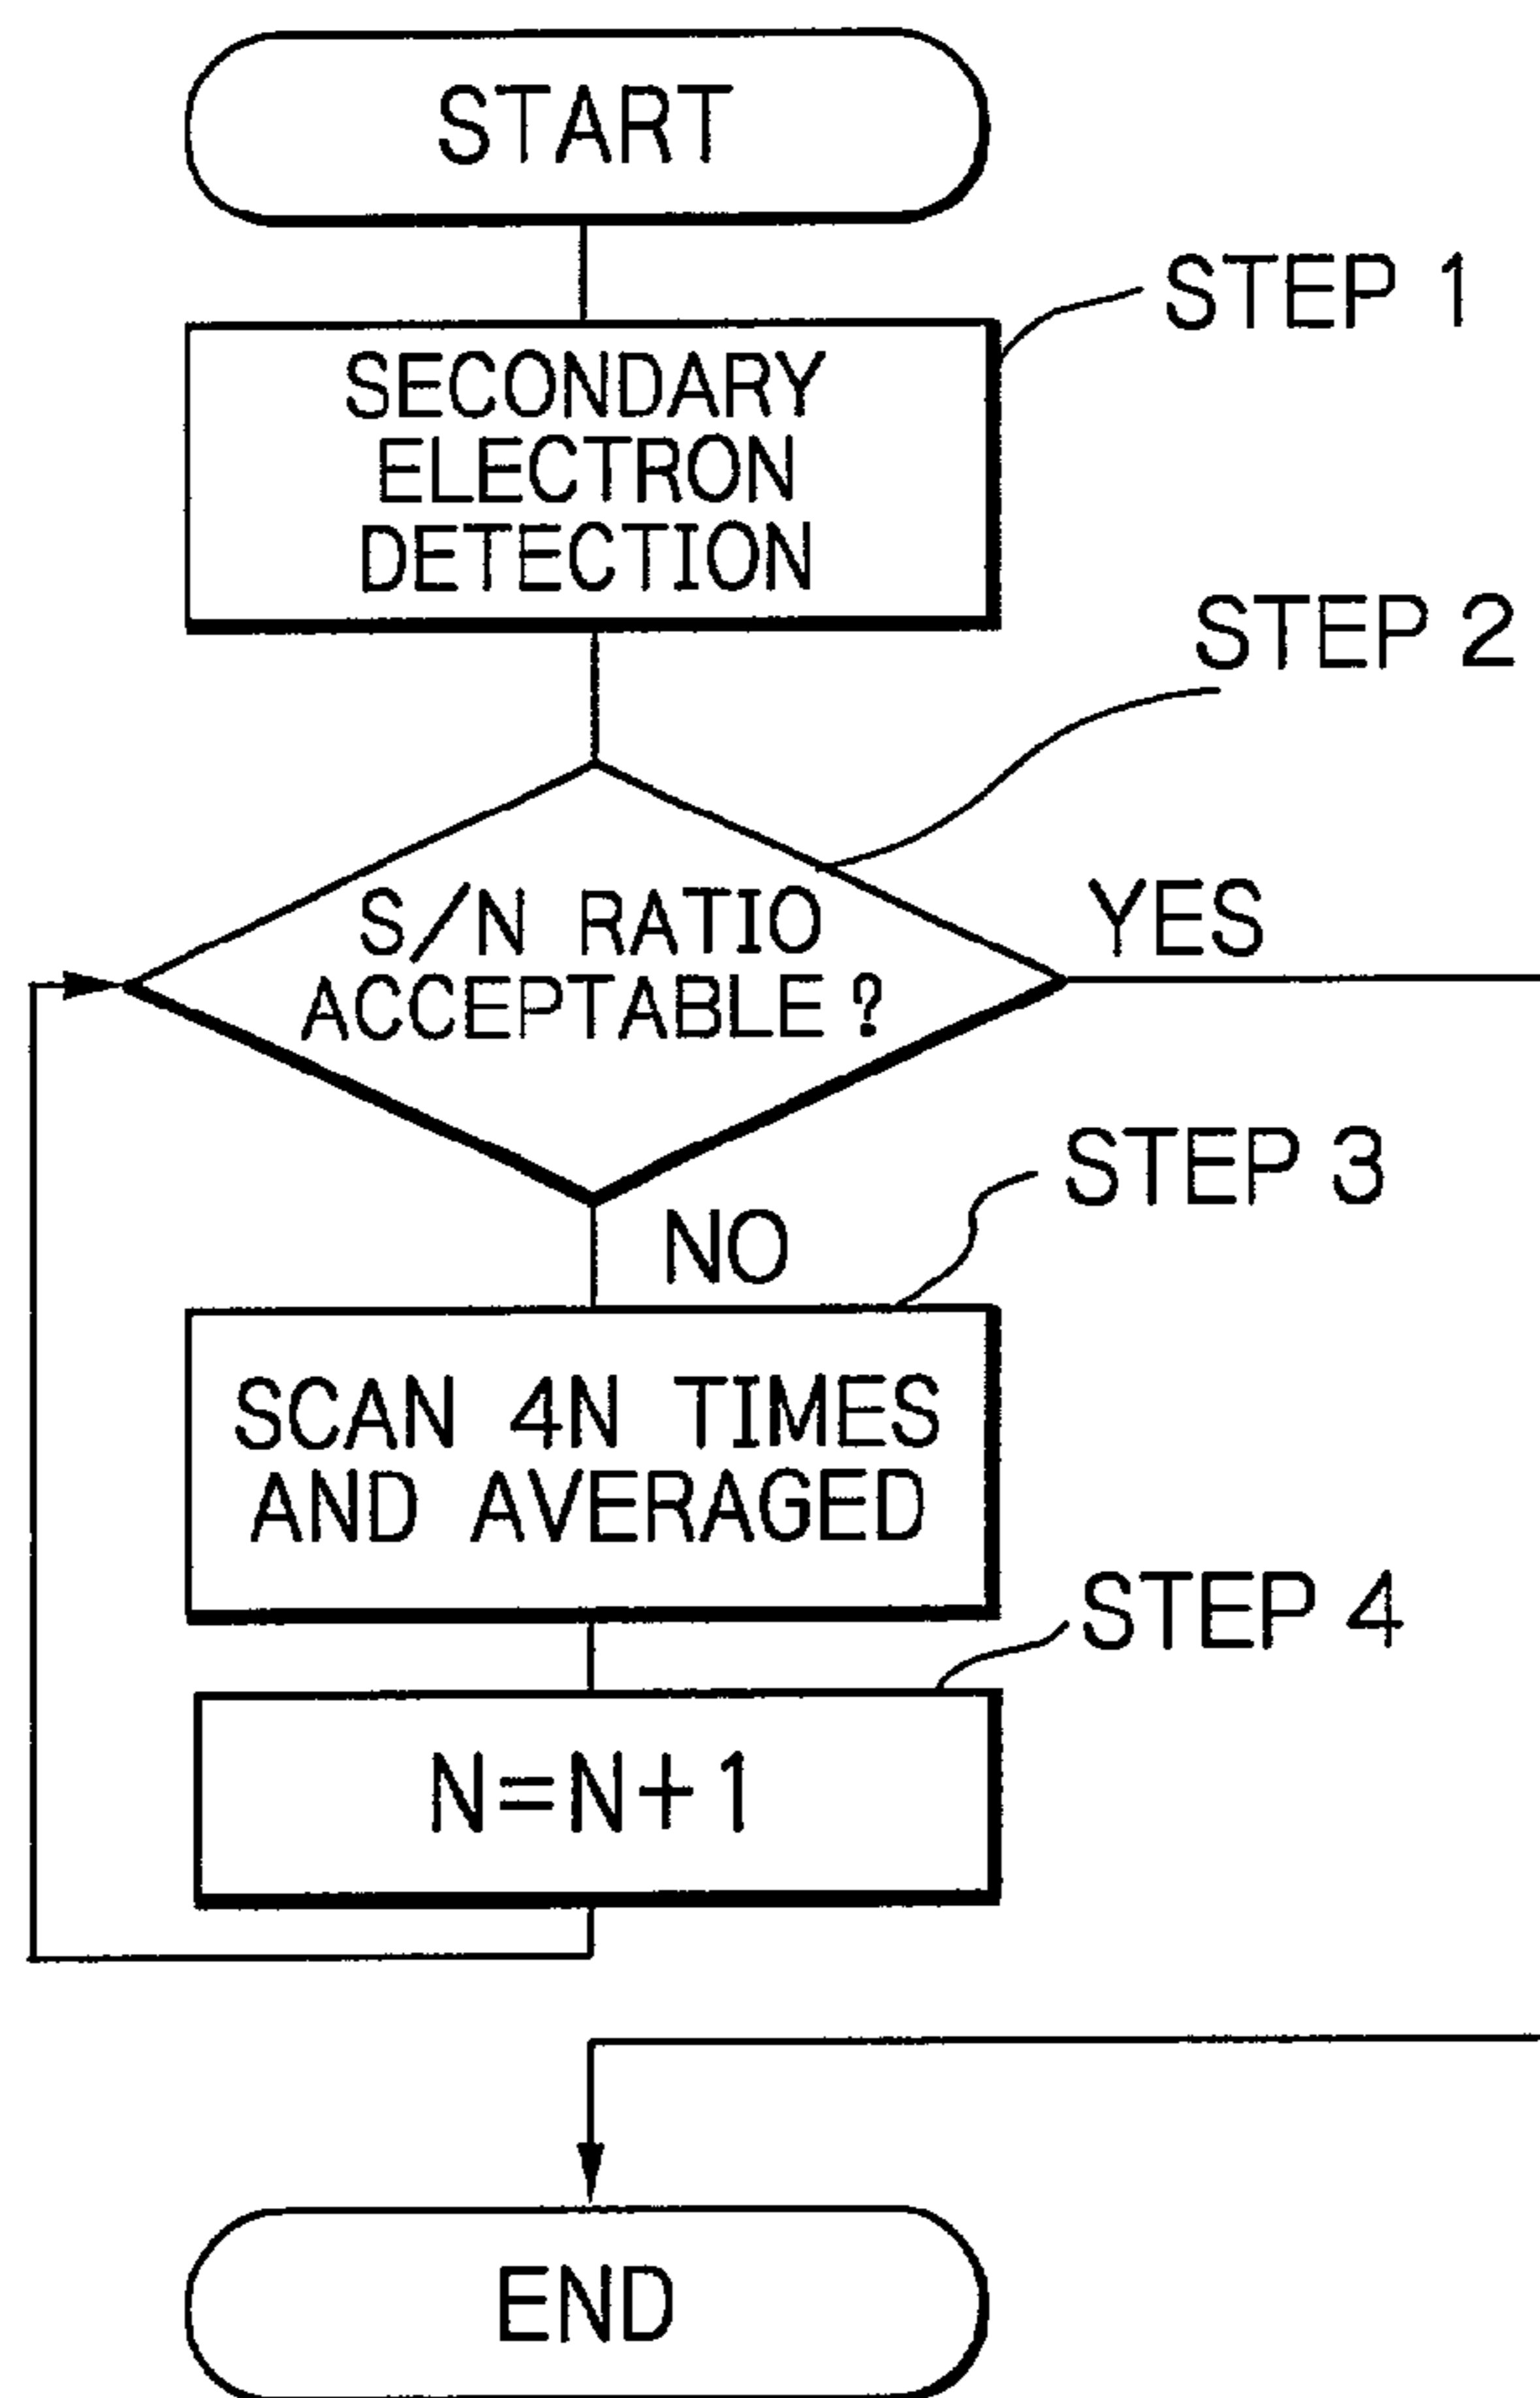 START
STEP 1
SECONDARY
ELECTRON
DETECTION
STEP 2
S/N RATIO
ACCEPTABLE?
YES
STEP 3
NO
SCAN 4N TIMES
AND AVERAGED
STEP 4
N=N+1
END